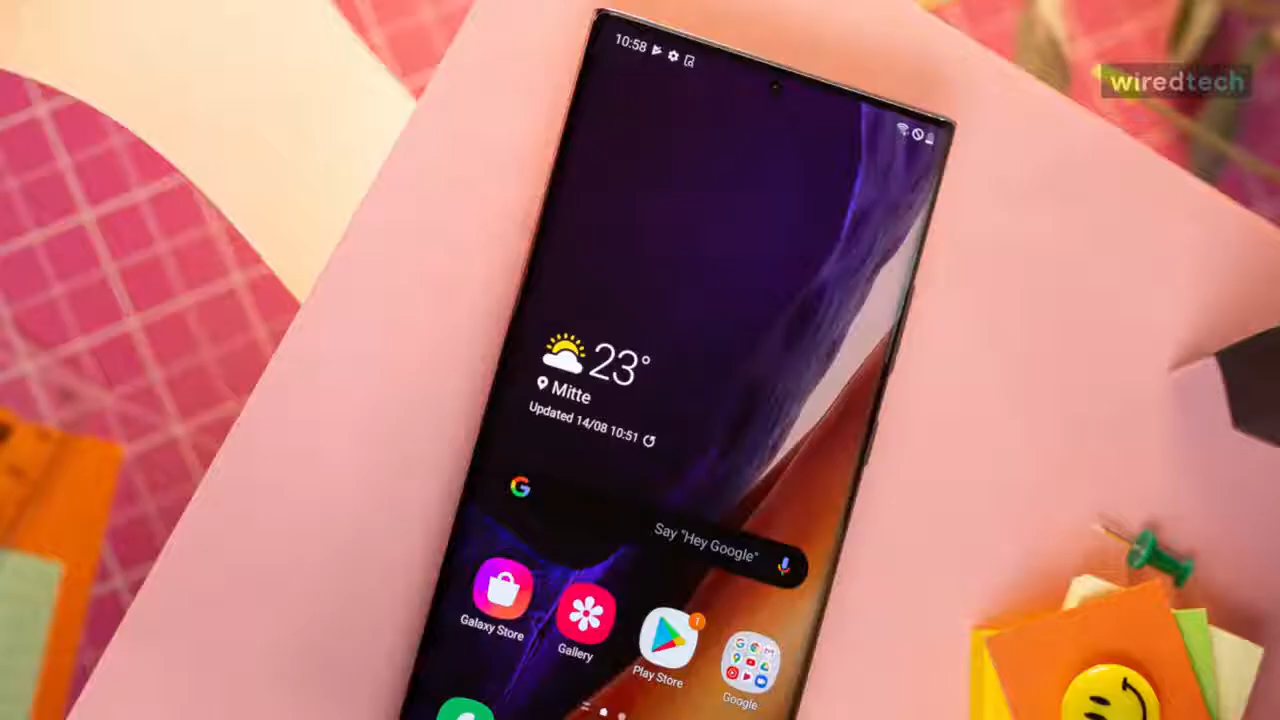 10:58
wiredtech
23°
Mitte
Updated 14/08 10:51
Say "Hey Google"
Galaxy Store
Gallery
Play Store
1
Google